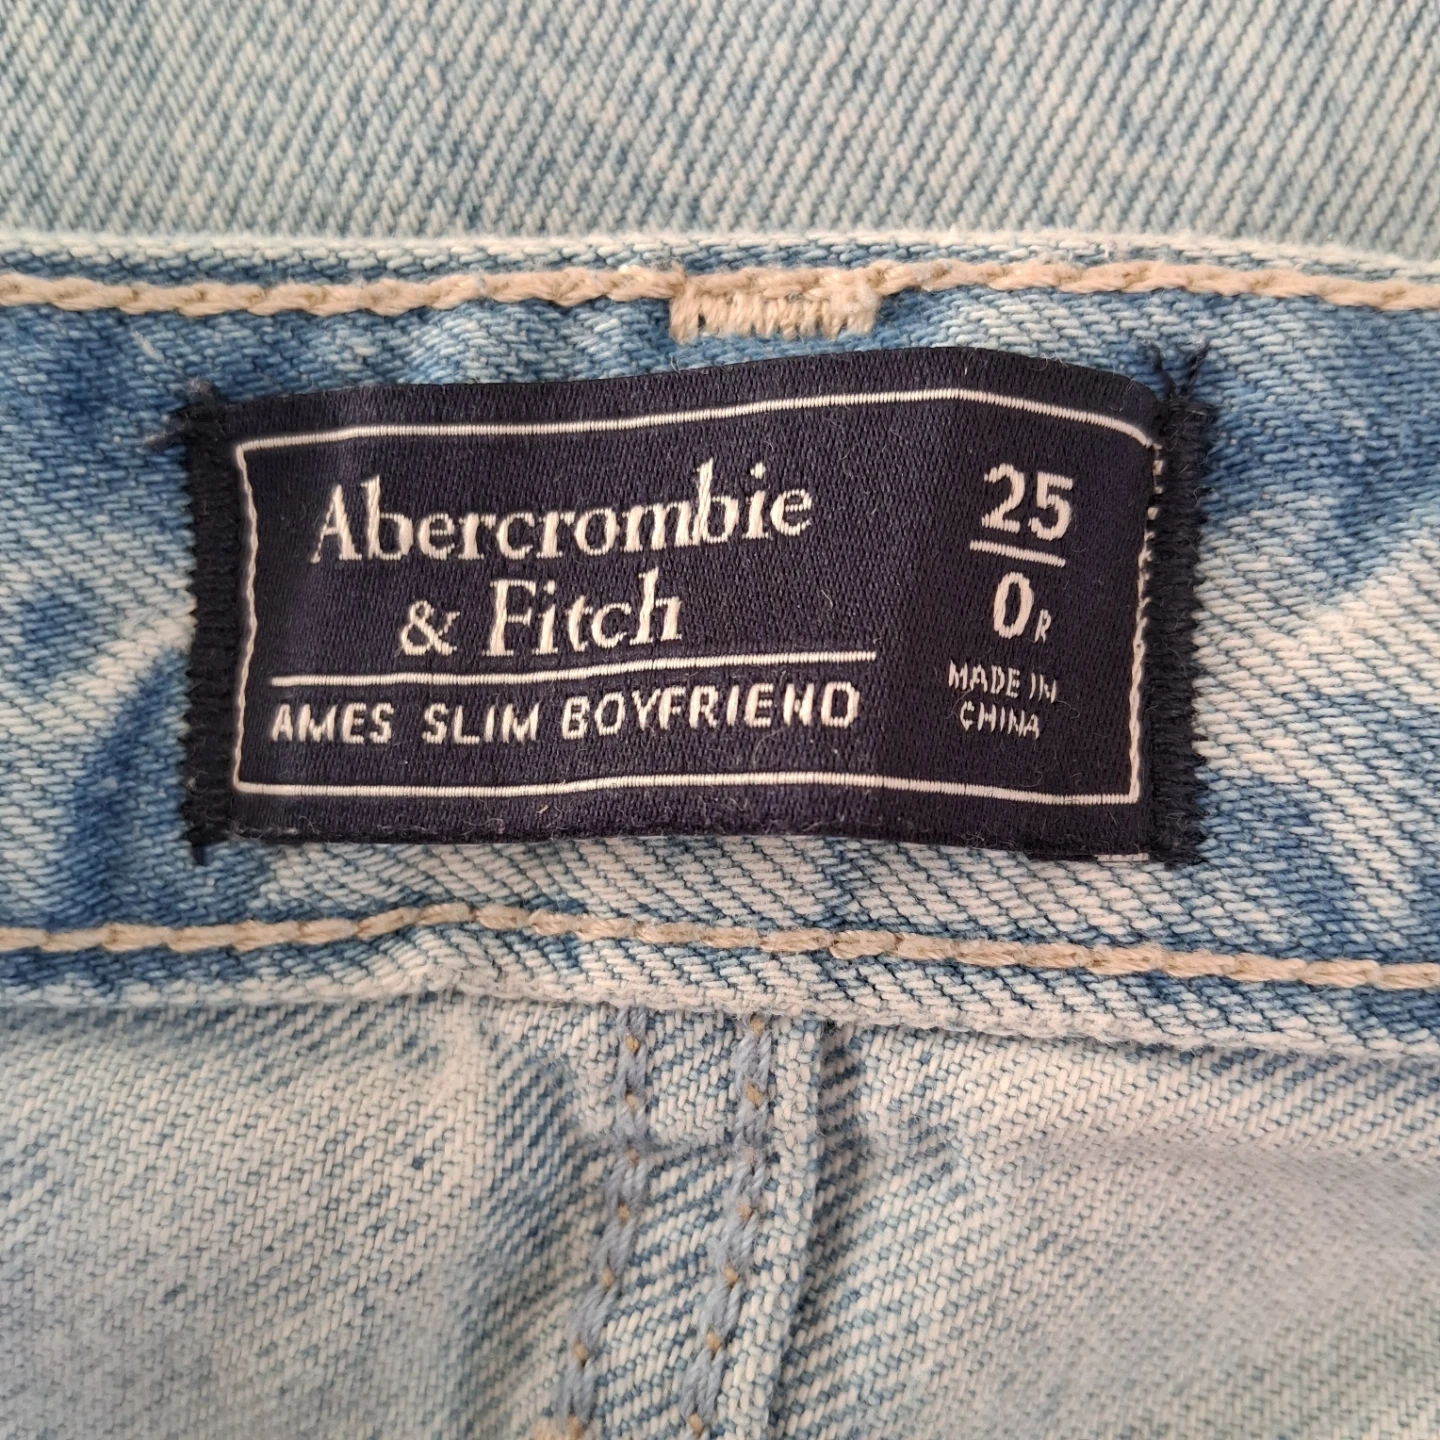 Abercrombie
& Fitch
AMES SLIM BOYFRIEND
25
0R
MADE IN
CHINA